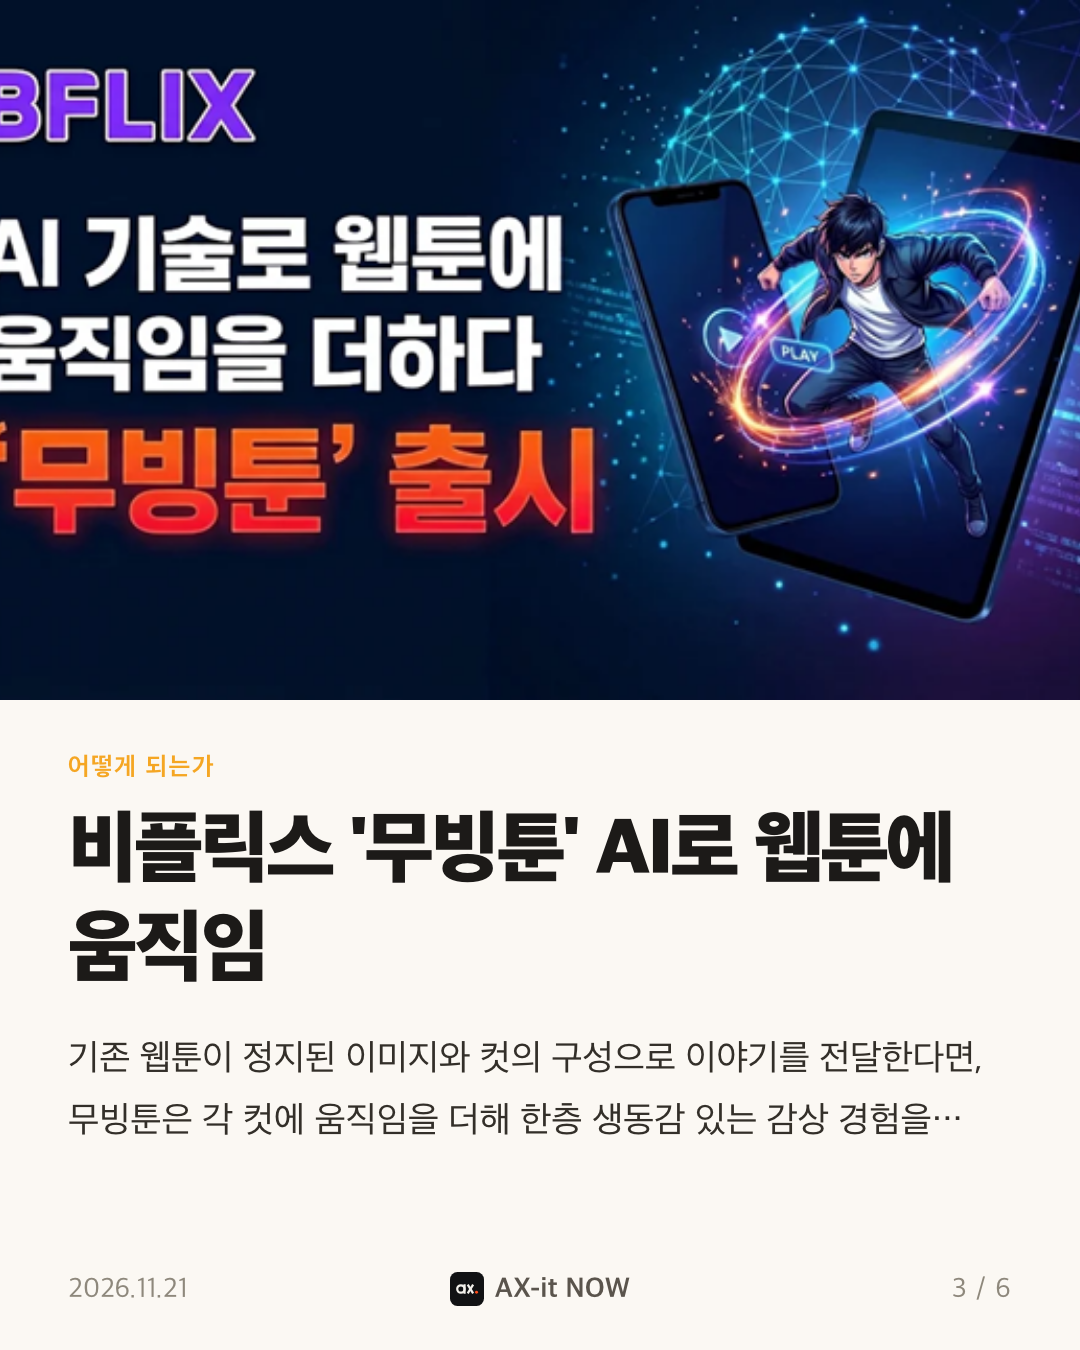 BFLIX
AI 기술로 웹툰에
움직임을 더하다
‘무빙툰’ 출시
PLAY
어떻게 되는가
비플릭스 '무빙툰' AI로 웹툰에
움직임
기존 웹툰이 정지된 이미지와 컷의 구성으로 이야기를 전달한다면,
무빙툰은 각 컷에 움직임을 더해 한층 생동감 있는 감상 경험을…
2026.11.21
ax. AX-it NOW
3 / 6